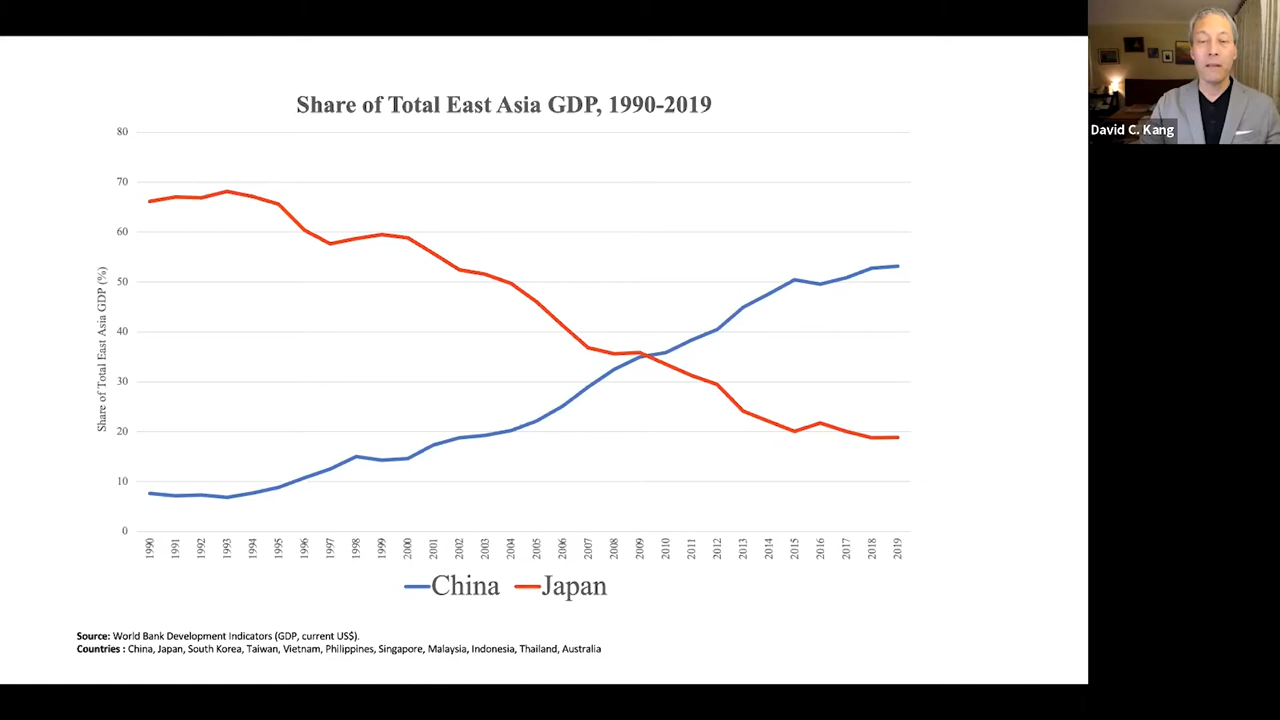 Share of Total East Asia GDP, 1990-2019
80
70
60
50
40
30
20
10
0
Share of Total East Asia GDP (%)
1990 1991 1992 1993 1994 1995 1996 1997 1998 1999 2000 2001 2002 2003 2004 2005 2006 2007 2008 2009 2010 2011 2012 2013 2014 2015 2016 2017 2018 2019
China Japan
Source: World Bank Development Indicators (GDP, current US$).
Countries : China, Japan, South Korea, Taiwan, Vietnam, Philippines, Singapore, Malaysia, Indonesia, Thailand, Australia
David C. Kang